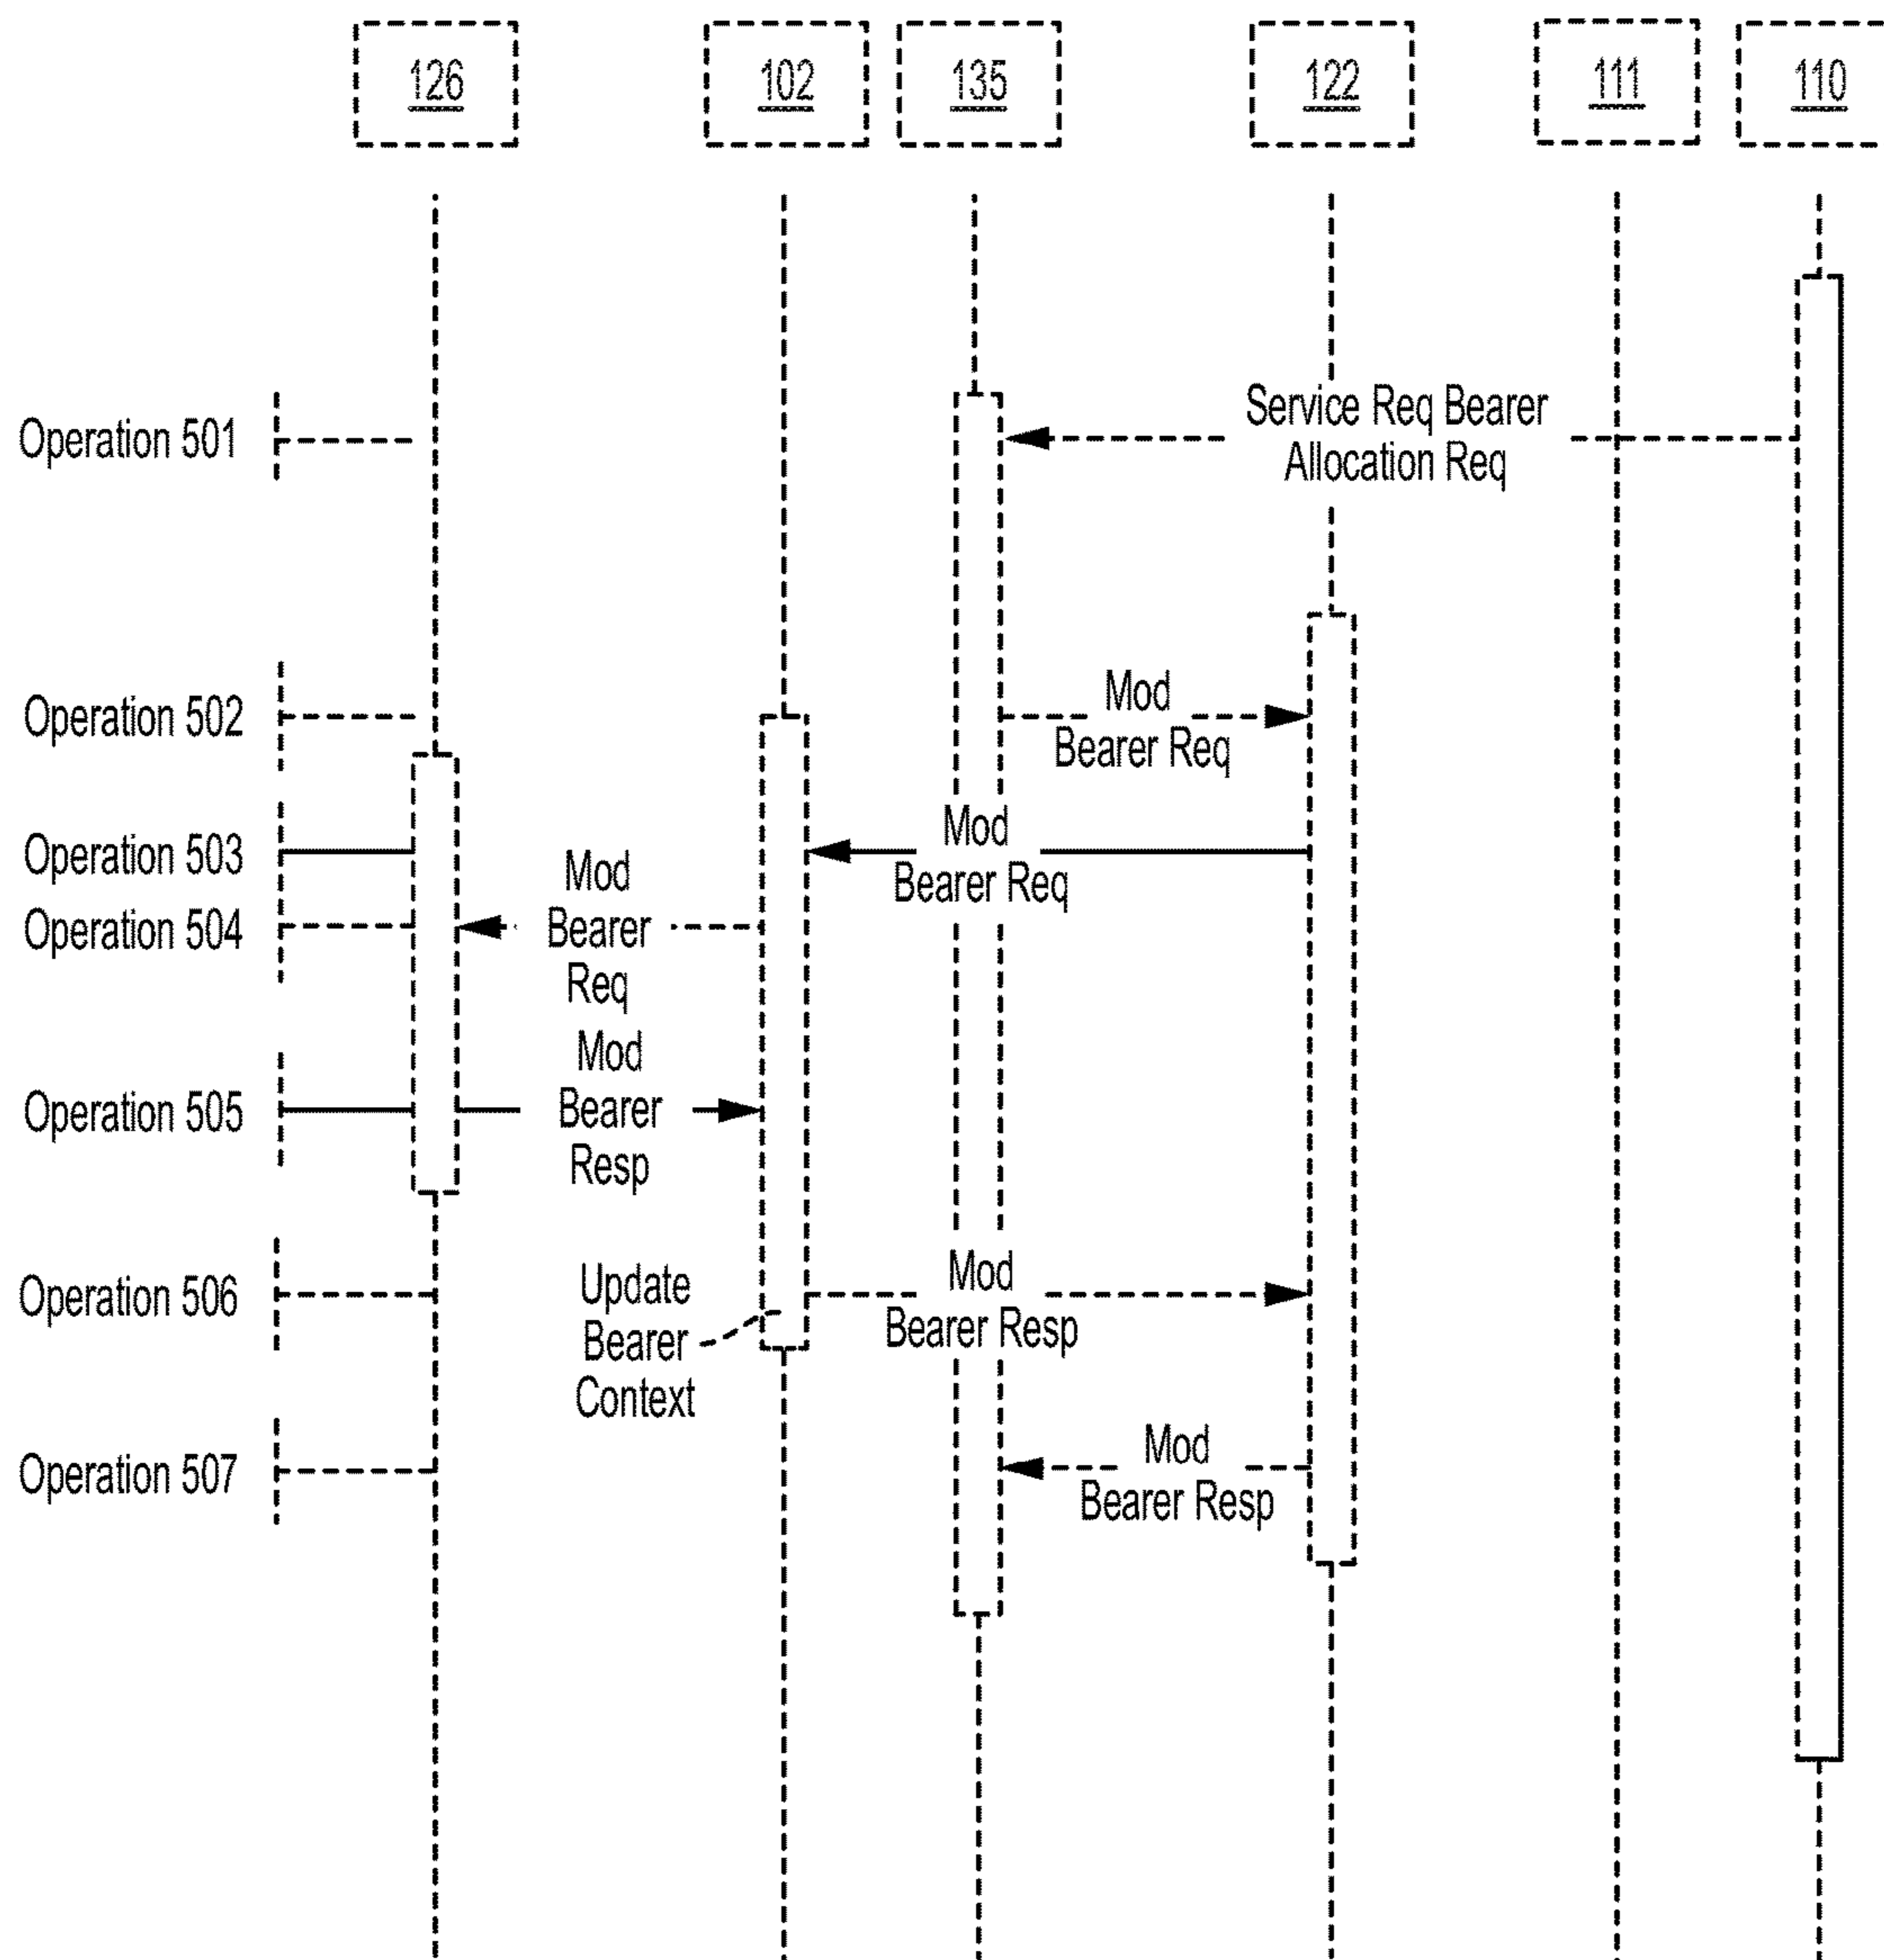 126
102
135
122
111
110
Operation 501
Service Req Bearer
Allocation Req
Operation 502
Mod
Bearer Req
Operation 503
Mod
Bearer Req
Operation 504
Mod
Bearer
Req
Operation 505
Mod
Bearer
Resp
Operation 506
Update
Bearer
Context
Mod
Bearer Resp
Operation 507
Mod
Bearer Resp